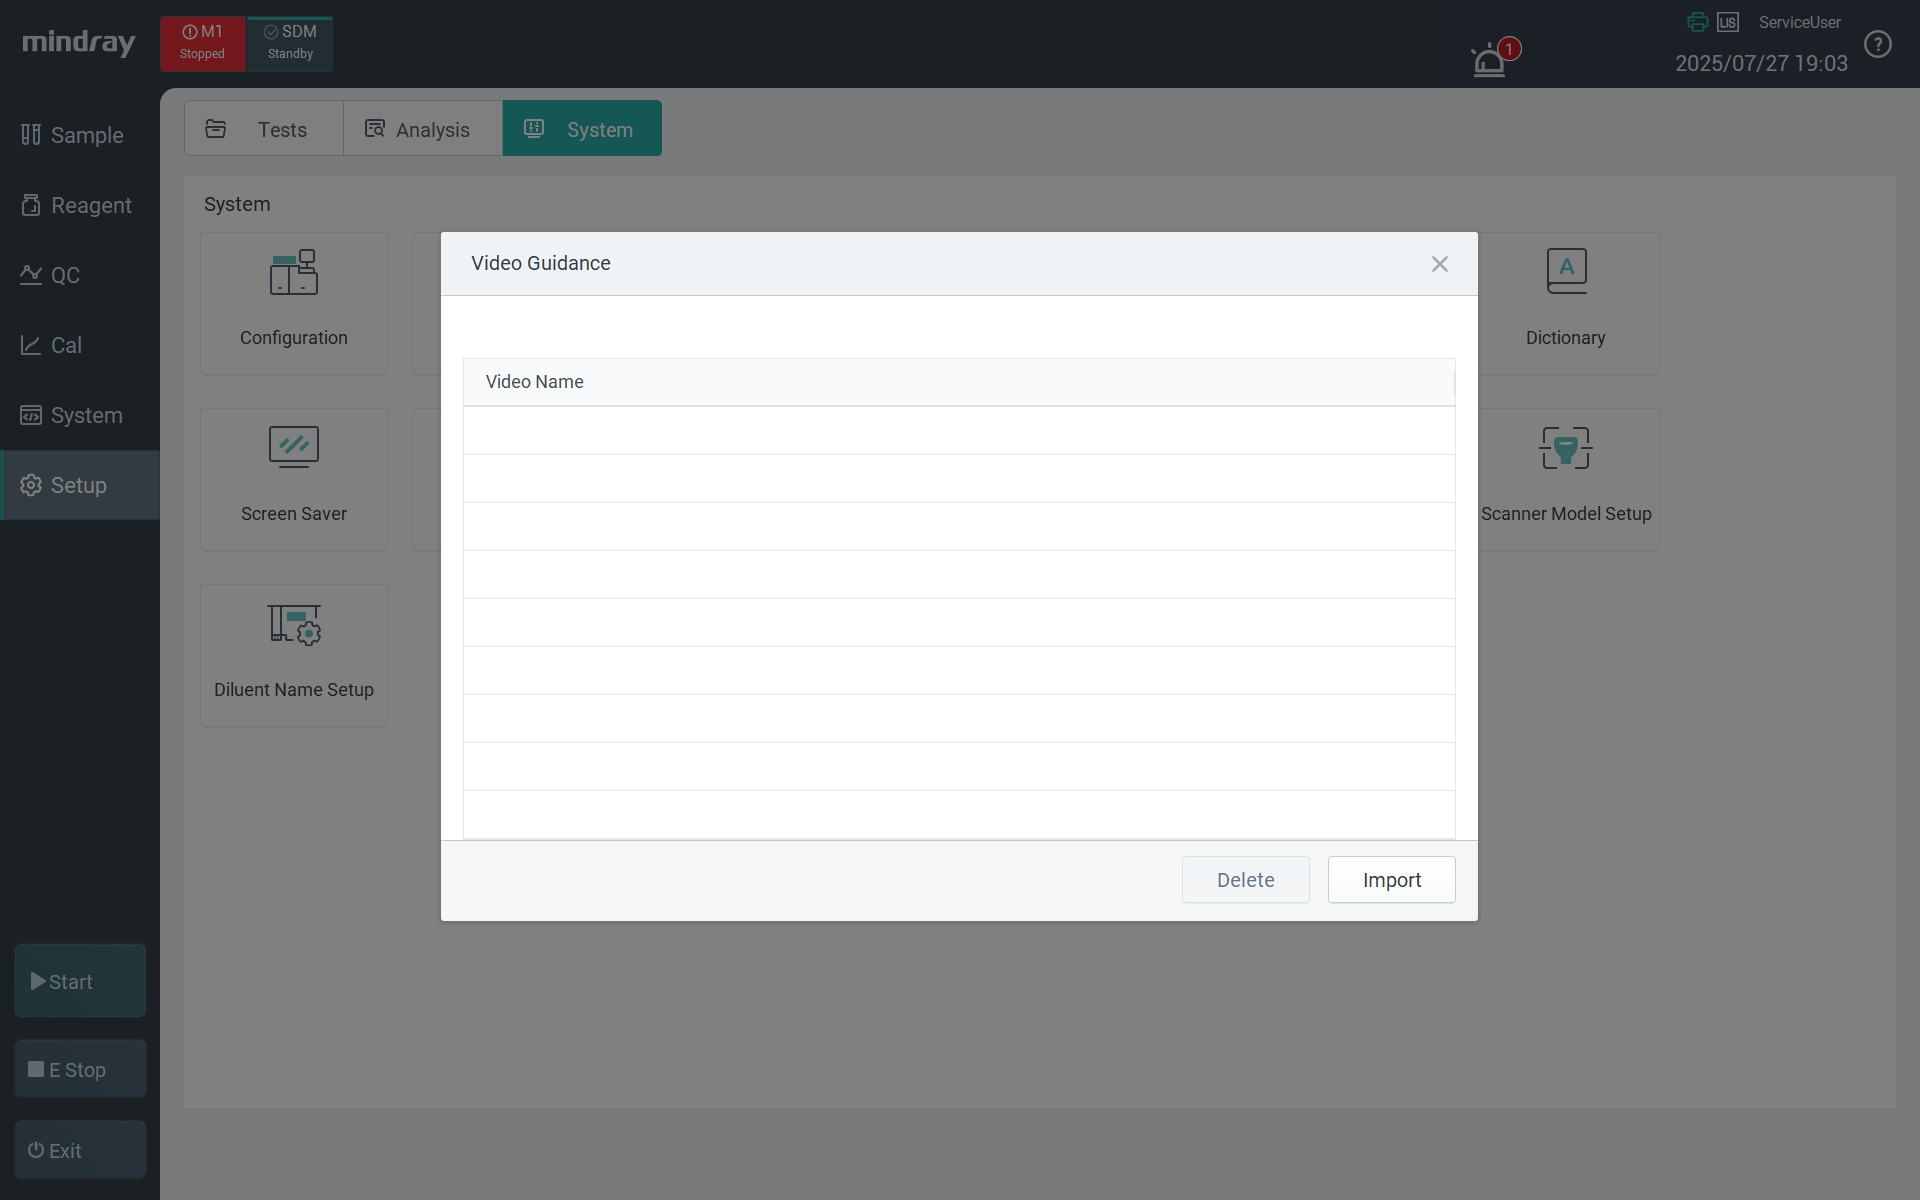 mindray
M1
Stopped
SDM
Standby
1
LIS
ServiceUser
2025/07/27 19:03
?
Sample
Reagent
QC
Cal
System
Setup
Start
E Stop
Exit
Tests
Analysis
System
System
Configuration
A
Dictionary
Screen Saver
Scanner Model Setup
Diluent Name Setup
Video Guidance
Video Name
Delete
Import